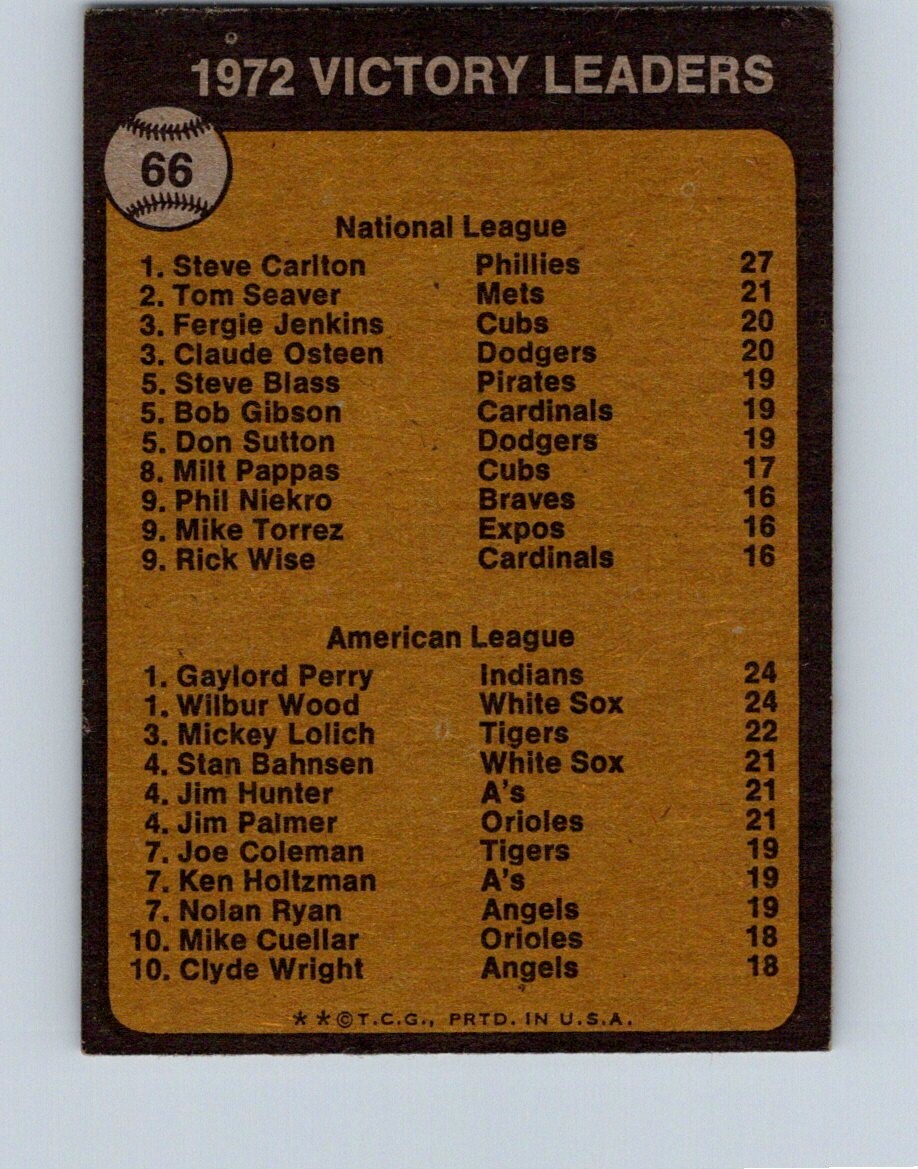 1972 VICTORY LEADERS
66
National League
1. Steve Carlton Phillies 27
2. Tom Seaver Mets 21
3. Fergie Jenkins Cubs 20
3. Claude Osteen Dodgers 20
5. Steve Blass Pirates 19
5. Bob Gibson Cardinals 19
5. Don Sutton Dodgers 19
8. Milt Pappas Cubs 17
9. Phil Niekro Braves 16
9. Mike Torrez Expos 16
9. Rick Wise Cardinals 16
American League
1. Gaylord Perry Indians 24
1. Wilbur Wood White Sox 24
3. Mickey Lolich Tigers 22
4. Stan Bahnsen White Sox 21
4. Jim Hunter A's 21
4. Jim Palmer Orioles 21
7. Joe Coleman Tigers 19
7. Ken Holtzman A's 19
7. Nolan Ryan Angels 19
10. Mike Cuellar Orioles 18
10. Clyde Wright Angels 18
**©T.C.G., PRTD. IN U.S.A.